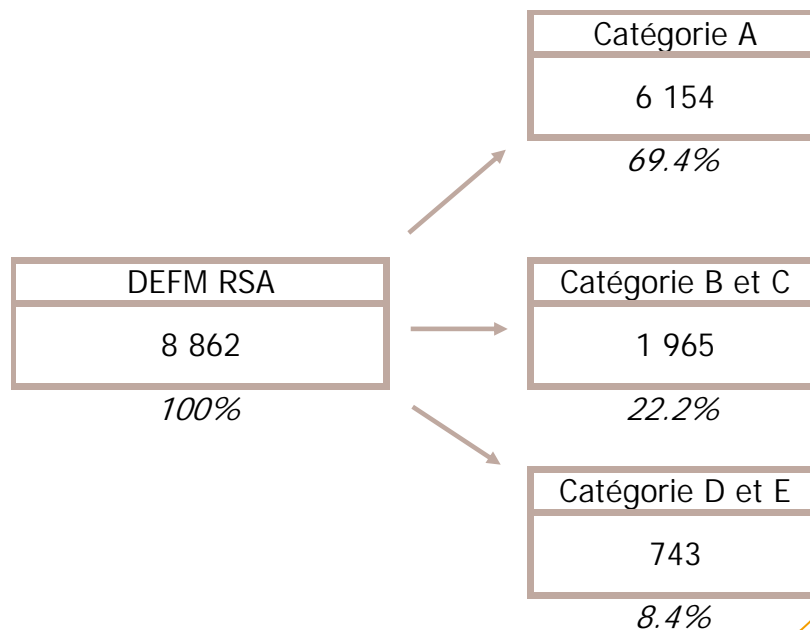 Catégorie A
6 154
69.4%
DEFM RSA
8 862
100%
Catégorie B et C
1 965
22.2%
Catégorie D et E
743
8.4%